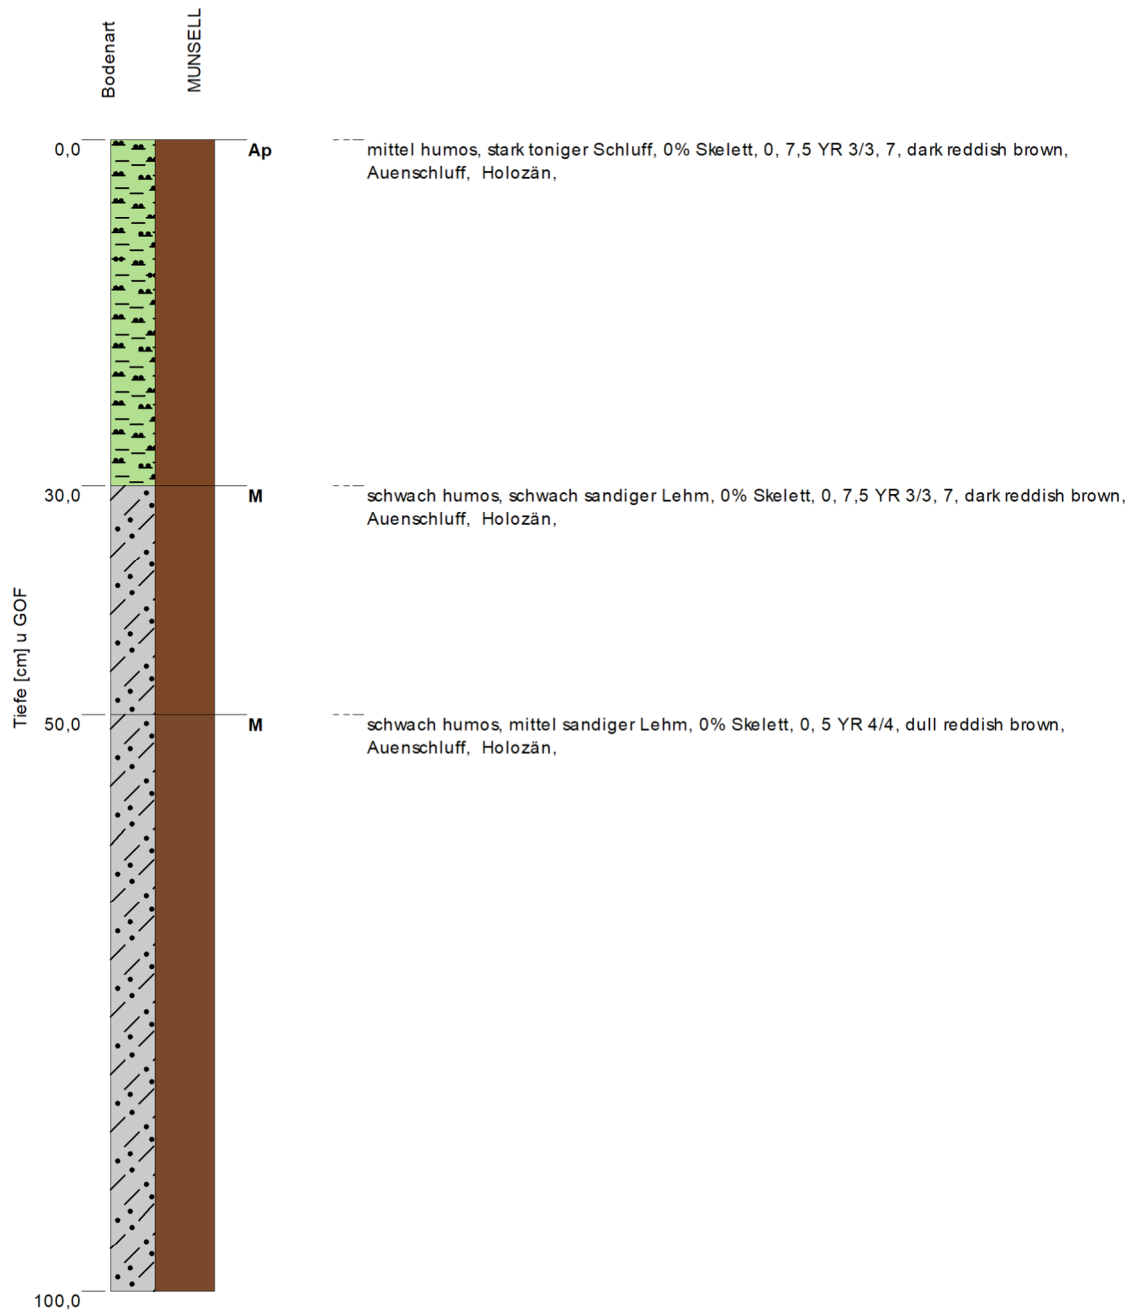 Bodenart
MUNSELL
0,0
Ap
mittel humos, stark toniger Schluff, 0% Skelett, 0, 7,5 YR 3/3, 7, dark reddish brown,
Auenschluff, Holozän,
30,0
M
schwach humos, schwach sandiger Lehm, 0% Skelett, 0, 7,5 YR 3/3, 7, dark reddish brown,
Auenschluff, Holozän,
Tiefe [cm] u GOF
50,0
M
schwach humos, mittel sandiger Lehm, 0% Skelett, 0, 5 YR 4/4, dull reddish brown,
Auenschluff, Holozän,
100,0